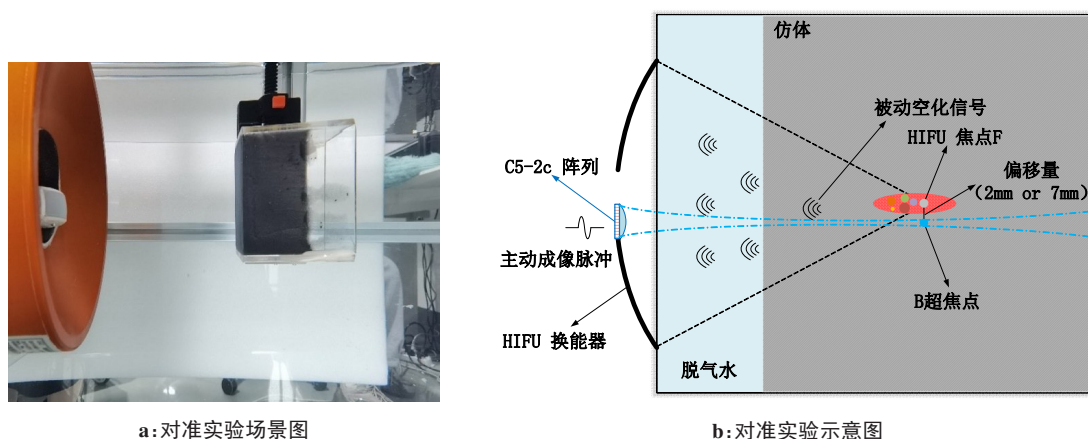 仿体
被动空化信号
HIFU 焦点F
C5-2c 阵列
偏移量
(2mm or 7mm)
主动成像脉冲
B超焦点
HIFU 换能器
脱气水
a:对准实验场景图
b:对准实验示意图